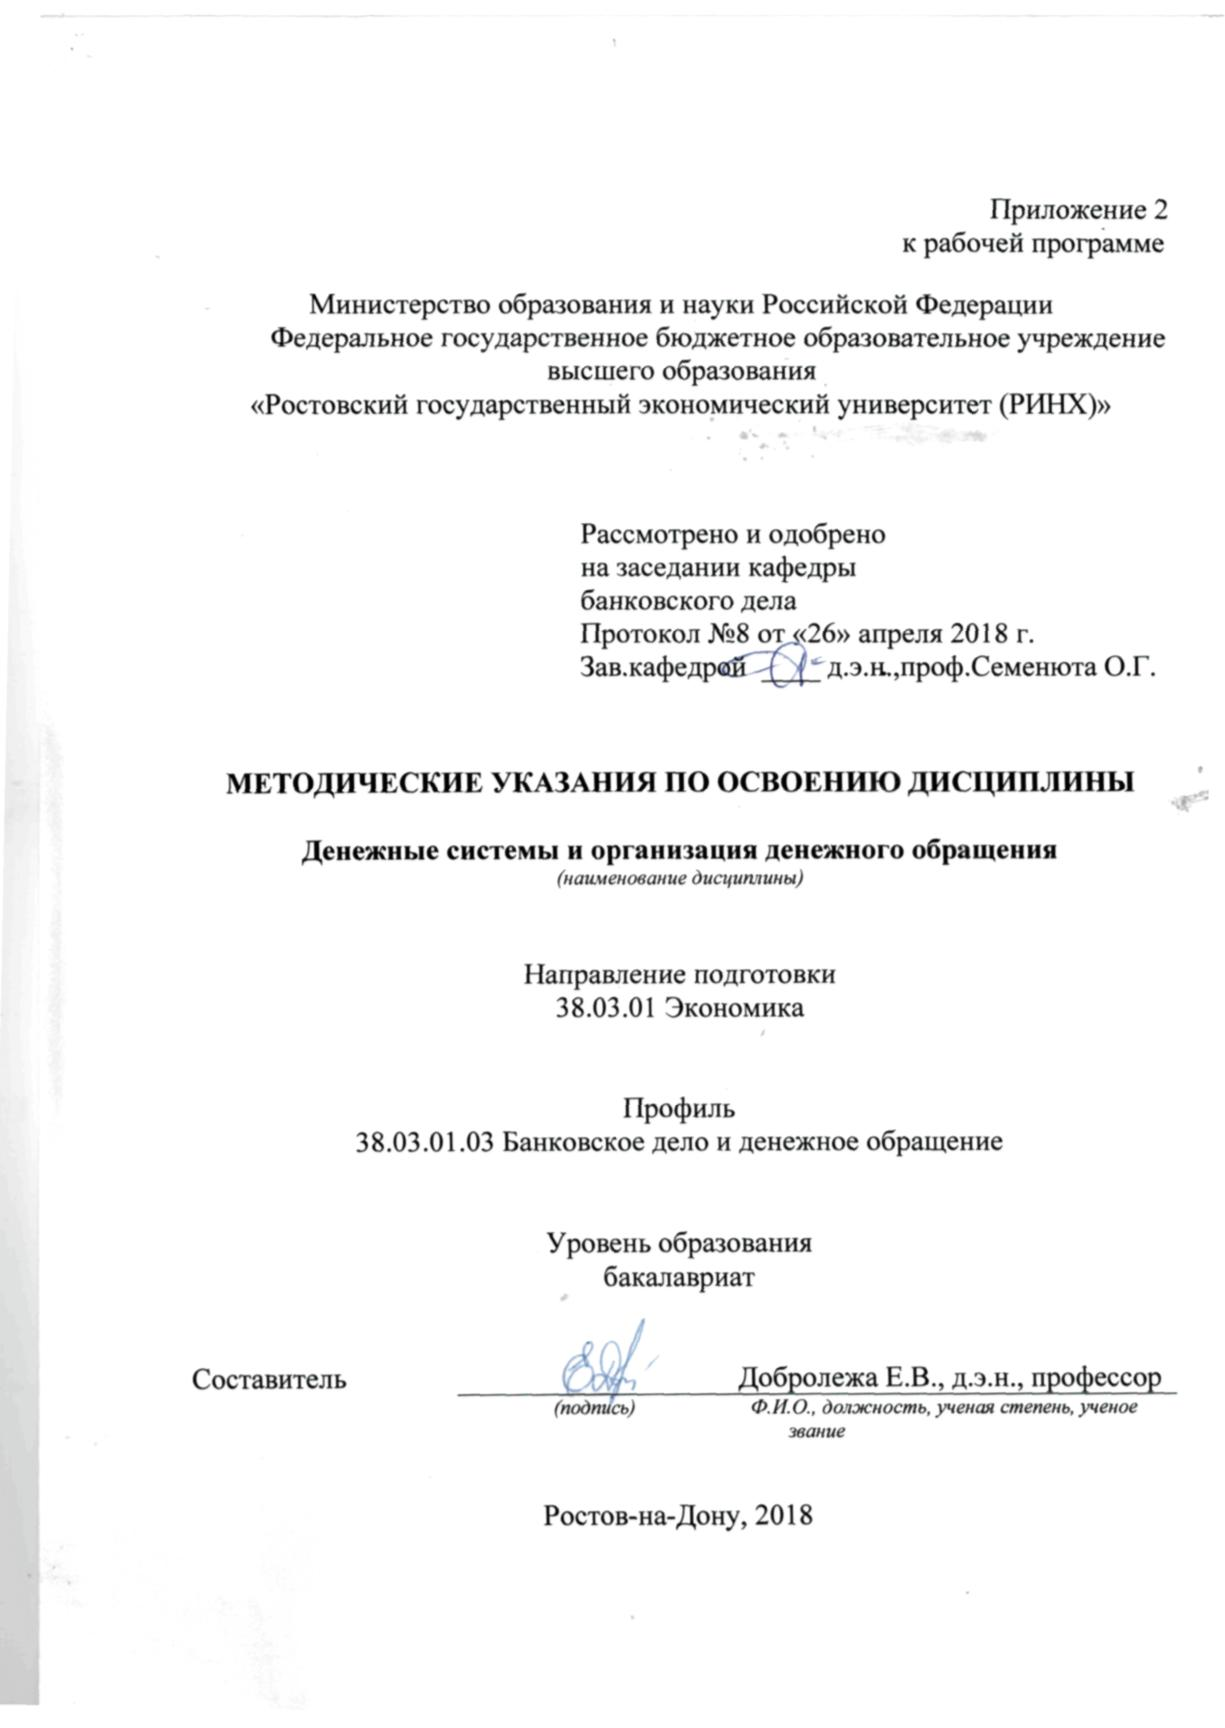 Приложение 2
к рабочей программе
Министерство образования и науки Российской Федерации
Федеральное государственное бюджетное образовательное учреждение
высшего образования
«Ростовский государственный экономический университет (РИНХ)»
Рассмотрено и одобрено
на заседании кафедры
банковского дела
Протокол №8 от «26» апреля 2018 г.
Зав.кафедрой ____ д.э.н.,проф.Семенюта О.Г.
МЕТОДИЧЕСКИЕ УКАЗАНИЯ ПО ОСВОЕНИЮ ДИСЦИПЛИНЫ
Денежные системы и организация денежного обращения
(наименование дисциплины)
Направление подготовки
38.03.01 Экономика
Профиль
38.03.01.03 Банковское дело и денежное обращение
Уровень образования
бакалавриат
Составитель Добролежа Е.В., д.э.н., профессор
(подпись) Ф.И.О., должность, ученая степень, ученое
звание
Ростов-на-Дону, 2018